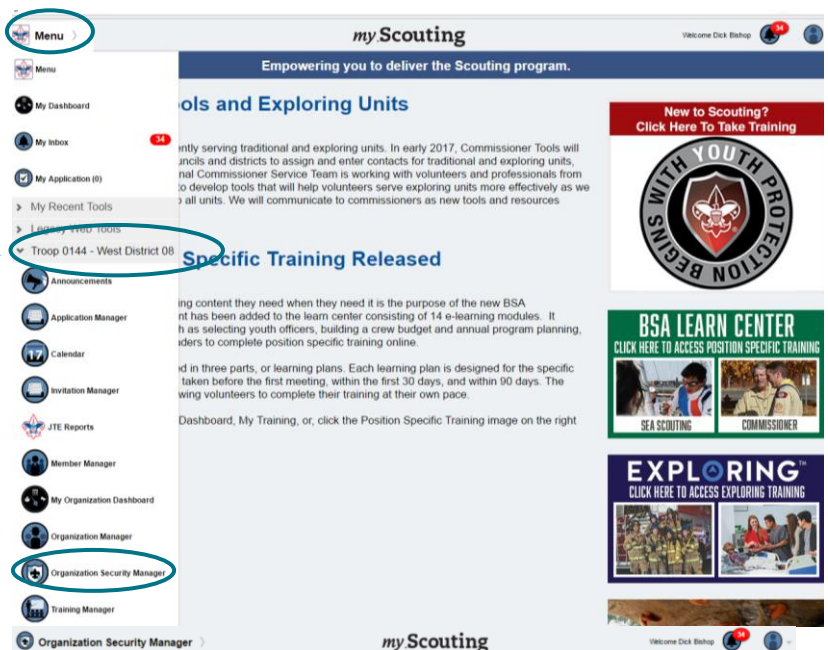 Menu
my.Scouting
Welcome Dick Bishop
34
Menu
Empowering you to deliver the Scouting program.
My Dashboard
My Inbox
34
My Application (0)
My Recent Tools
Legacy Web Tools
Troop 0144 - West District 08
Announcements
Application Manager
17
Calendar
Invitation Manager
JTE Reports
Member Manager
My Organization Dashboard
Organization Manager
Organization Security Manager
Training Manager
ols and Exploring Units
ntly serving traditional and exploring units. In early 2017, Commissioner Tools will
uncils and districts to assign and enter contacts for traditional and exploring units,
nal Commissioner Service Team is working with volunteers and professionals from
o develop tools that will help volunteers serve exploring units more effectively as we
all units. We will communicate to commissioners as new tools and resources
Specific Training Released
ing content they need when they need it is the purpose of the new BSA
nt has been added to the learn center consisting of 14 e-learning modules. It
h as selecting youth officers, building a crew budget and annual program planning,
ders to complete position specific training online.
d in three parts, or learning plans. Each learning plan is designed for the specific
taken before the first meeting, within the first 30 days, and within 90 days. The
wing volunteers to complete their training at their own pace.
Dashboard, My Training, or, click the Position Specific Training image on the right
New to Scouting?
Click Here To Take Training
YOUTH PROTECTION
BEGINS WITH YOU
BSA LEARN CENTER
CLICK HERE TO ACCESS POSITION SPECIFIC TRAINING
SEA SCOUTING
COMMISSIONER
EXPLORING™
CLICK HERE TO ACCESS EXPLORING TRAINING
Organization Security Manager
my.Scouting
Welcome Dick Bishop
34